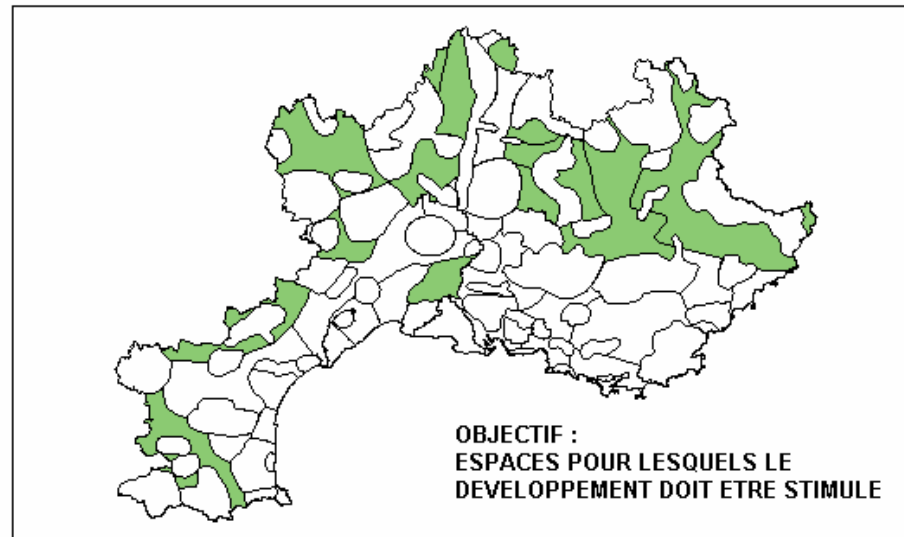 OBJECTIF :
ESPACES POUR LESQUELS LE
DEVELOPPEMENT DOIT ETRE STIMULE